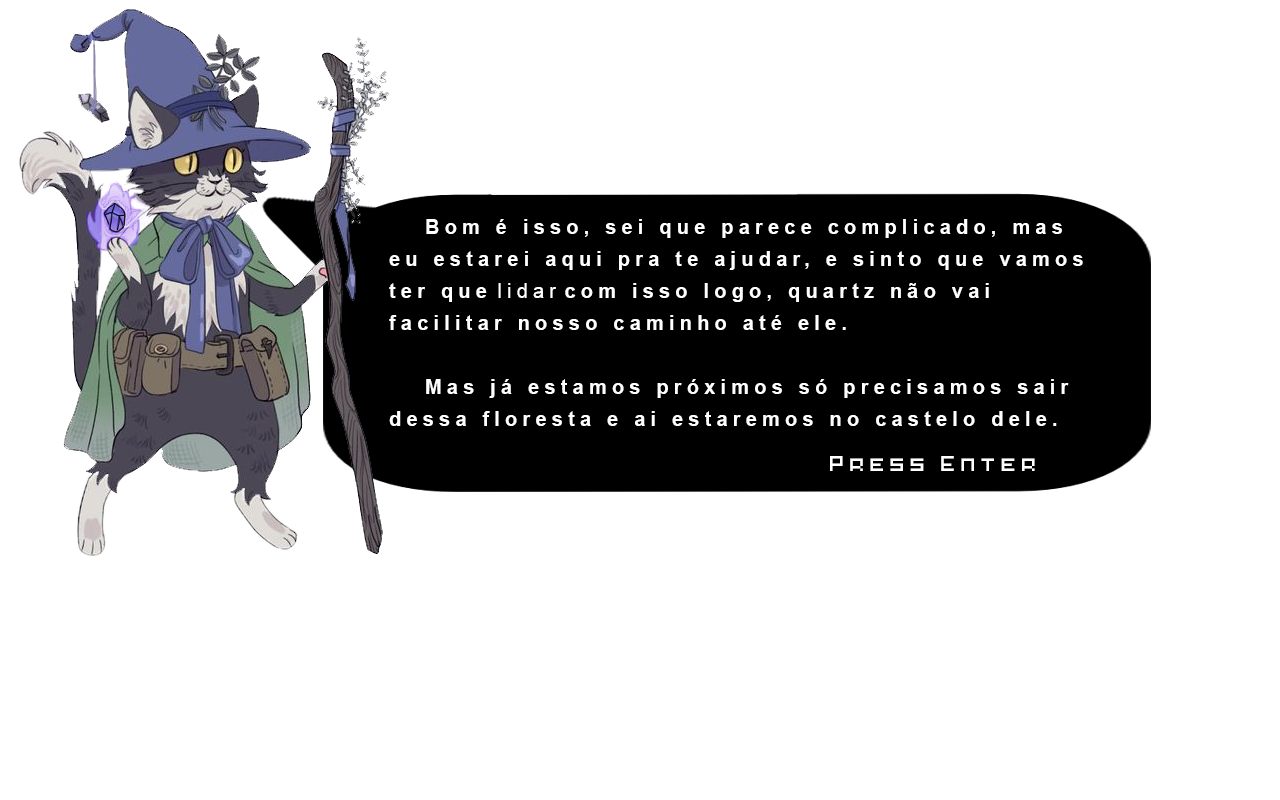 Bom é isso, sei que parece complicado, mas
eu estarei aqui pra te ajudar, e sinto que vamos
ter que lidar com isso logo, quartz não vai
facilitar nosso caminho até ele.
Mas já estamos próximos só precisamos sair
dessa floresta e ai estaremos no castelo dele.
Press Enter